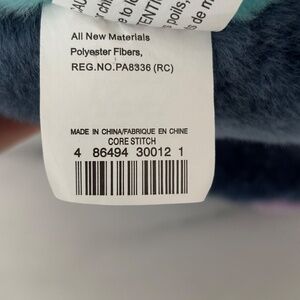 All New Materials
Polyester Fibers,
REG.NO.PA8336 (RC)
MADE IN CHINA/FABRIQUE EN CHINE
CORE STITCH
4 86494 30012 1